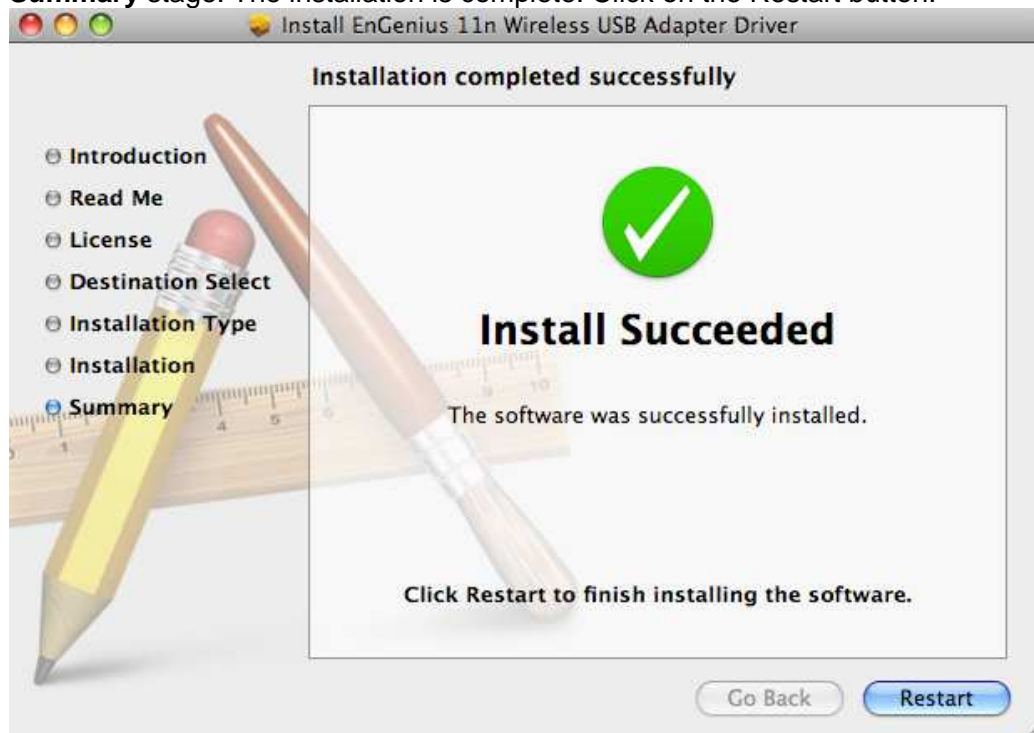 Summary stage: The installation is complete. Click on the Restart button.
Install EnGenius 11n Wireless USB Adapter Driver
Installation completed successfully
Introduction
Read Me
License
Destination Select
Installation Type
Installation
Summary
Install Succeeded
The software was successfully installed.
Click Restart to finish installing the software.
Go Back
Restart